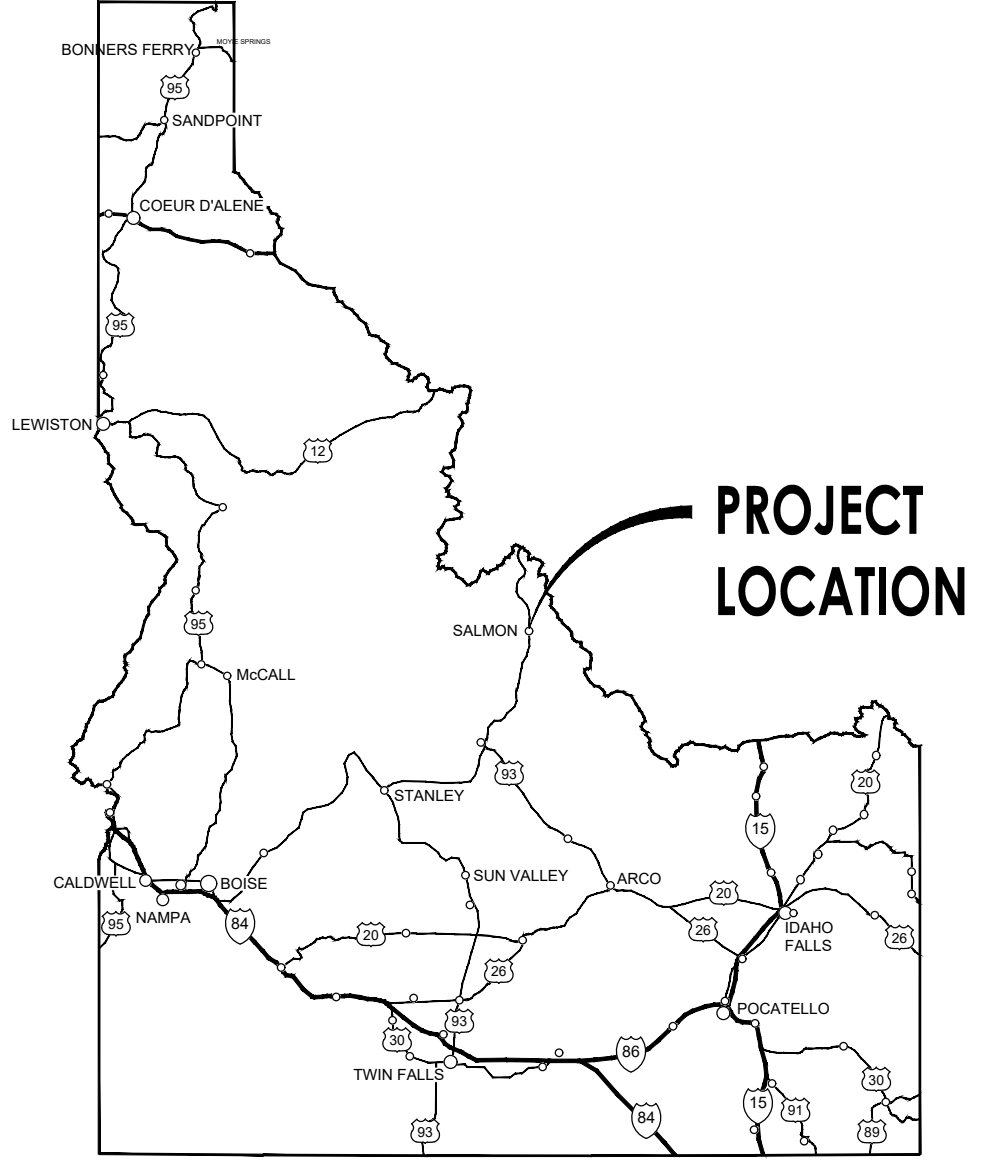 MOYIE SPRINGS
BONNERS FERRY
95
SANDPOINT
COEUR D'ALENE
95
LEWISTON
12
PROJECT
LOCATION
95
SALMON
McCALL
93
20
STANLEY
15
SUN VALLEY
ARCO
CALDWELL
BOISE
20
NAMPA
95
84
20
26
IDAHO
FALLS
26
26
POCATELLO
93
30
86
TWIN FALLS
30
84
15
91
93
89